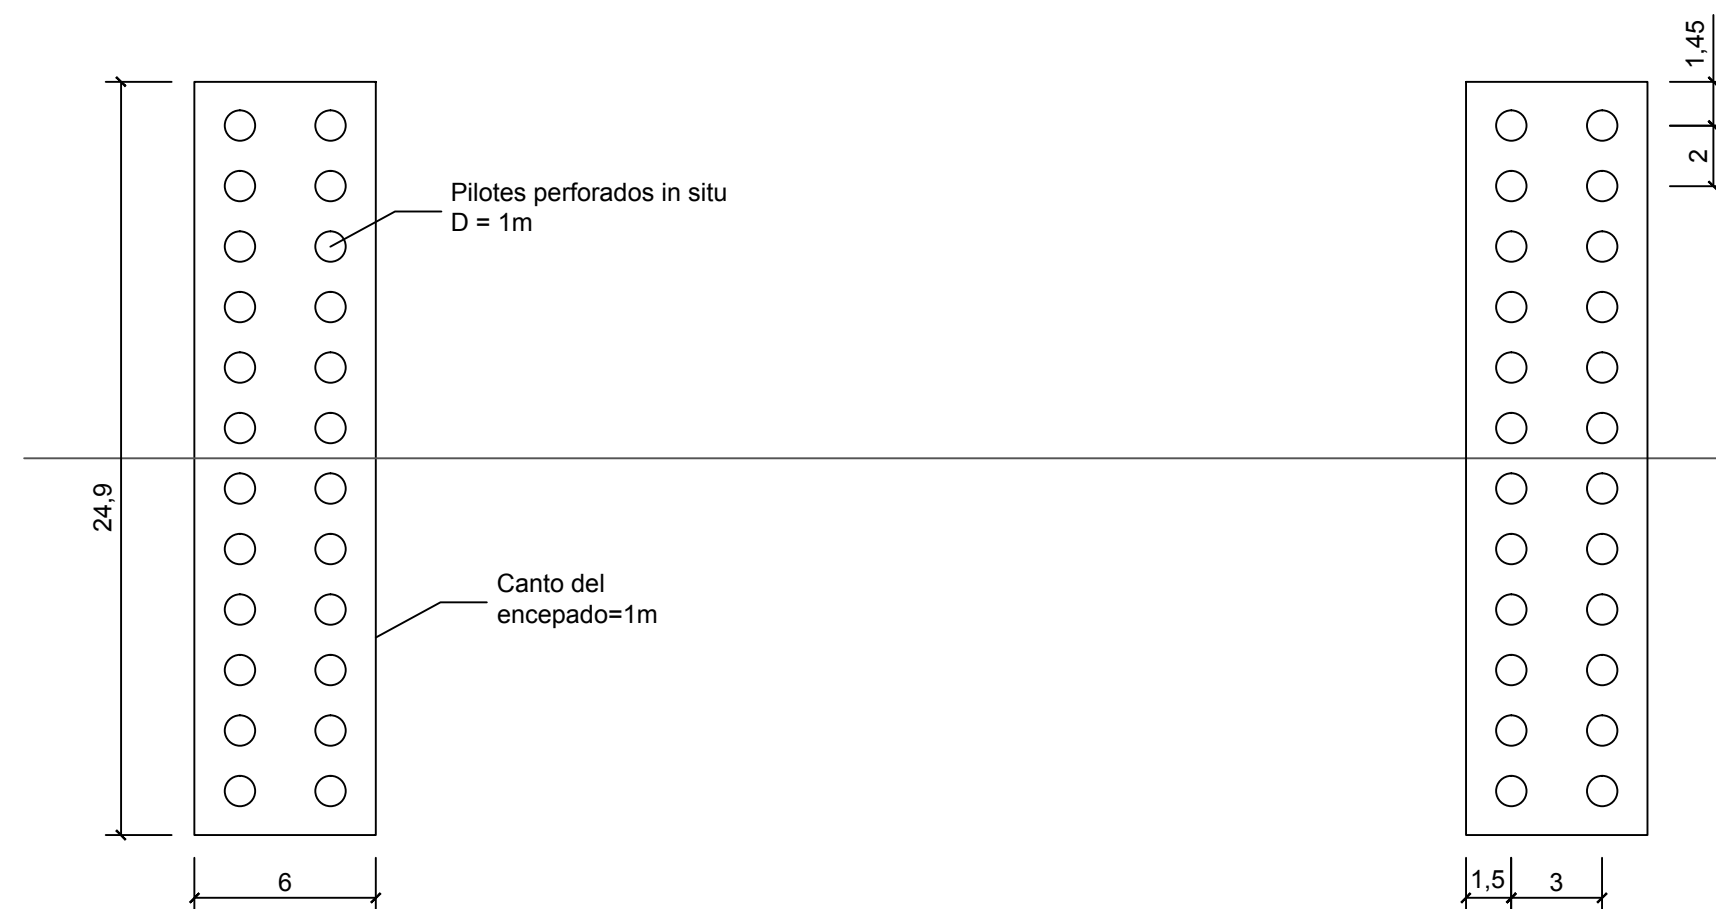 1,45
2
Pilotes perforados in situ
D = 1m
24,9
Canto del
encepado=1m
6
1,5
3